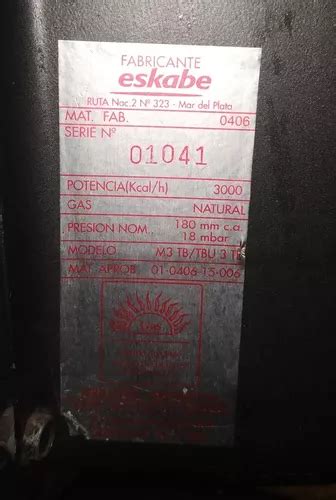 FABRICANTE
eskabe
RUTA Nac.2 Nº 323 - Mar del Plata
MAT. FAB. 0406
SERIE Nº
01041
POTENCIA(Kcal/h) 3000
GAS NATURAL
PRESION NOM. 180 mm c.a.
18 mbar
MODELO M3 TB/TBU 3 TF
MAT APROB 01-0406-15-006